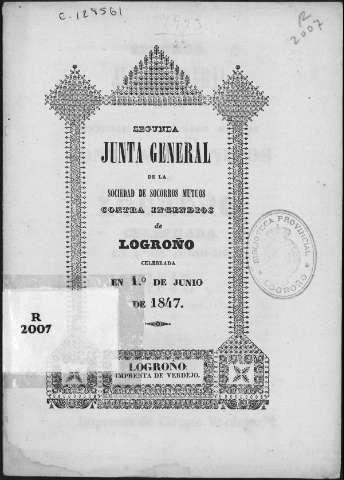 C. 129561
R
2007
SEGUNDA
JUNTA GENERAL
DE LA
SOCIEDAD DE SOCORROS MUTUOS
CONTRA INCENDIOS
de
LOGROÑO
CELEBRADA
EN 1.º DE JUNIO
DE 1847.
BIBLIOTECA PROVINCIAL
LOGROÑO
R
2007
LOGROÑO:
IMPRENTA DE VERDEJO.